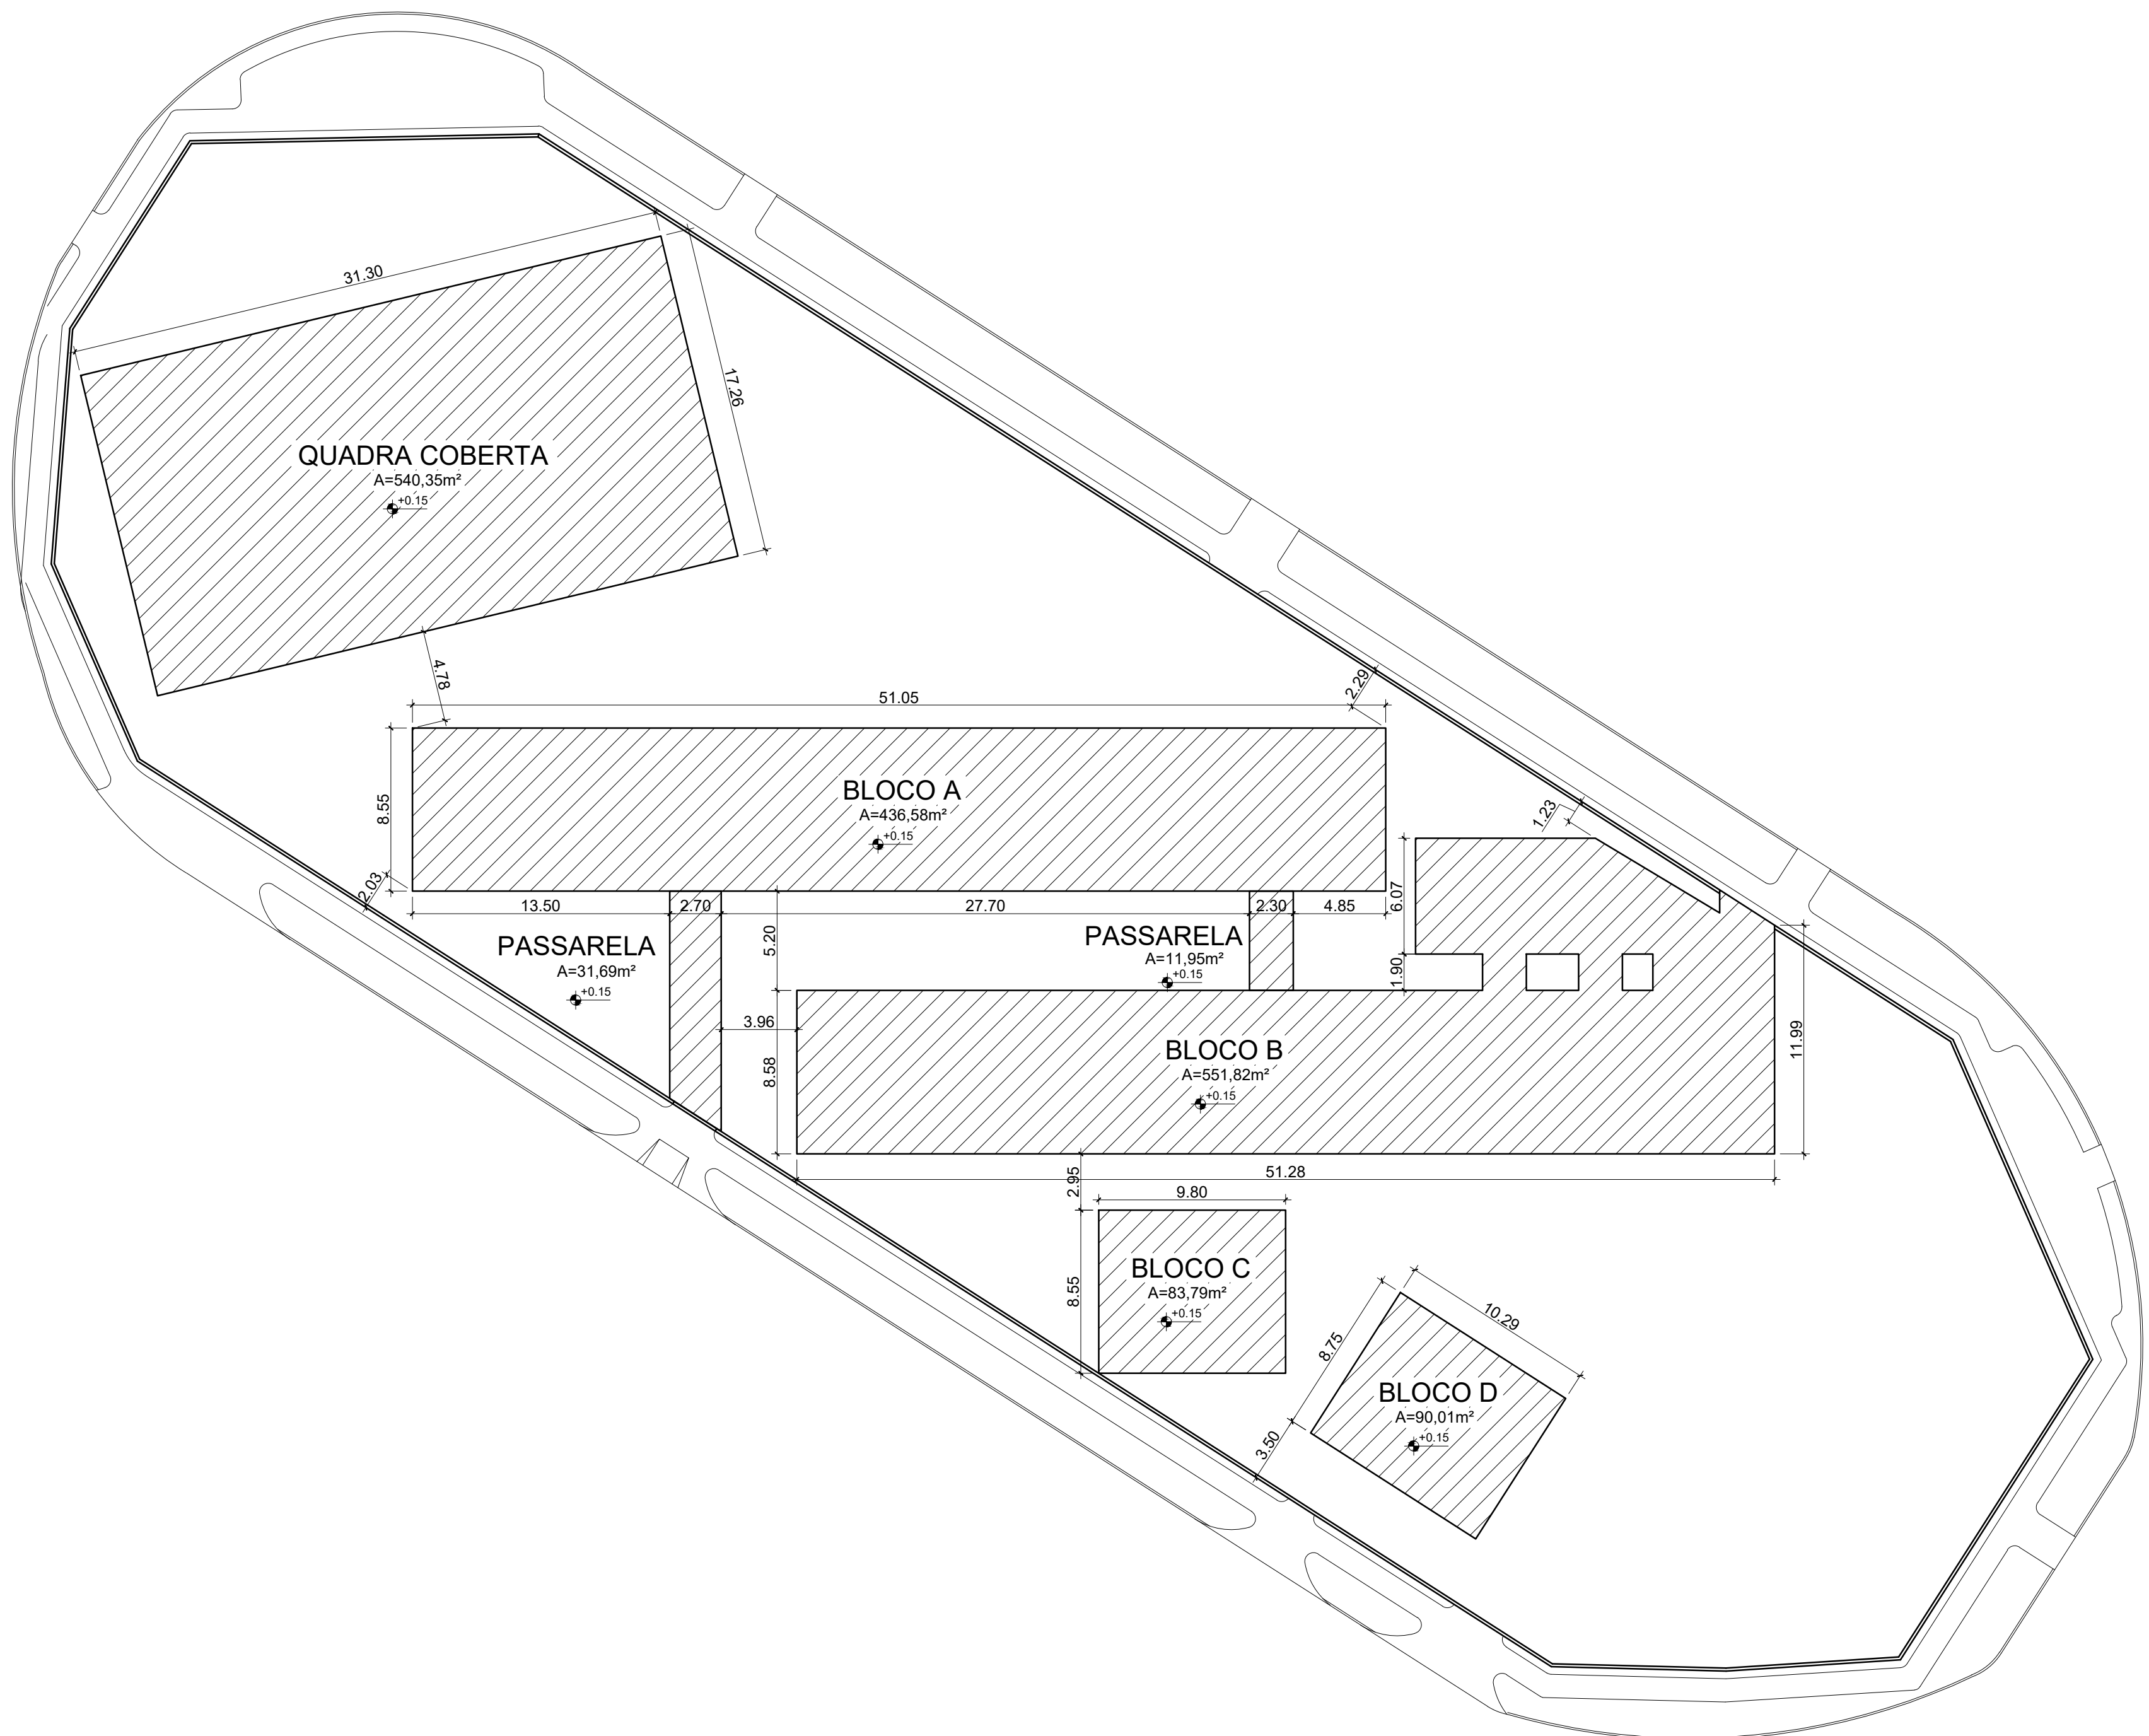 31.30
17.26
QUADRA COBERTA
A=540,35m²
+0.15
4.78
51.05
2.29
8.55
BLOCO A
A=436,58m²
+0.15
1.23
2.03
13.50
2.70
27.70
2.30
4.85
6.07
PASSARELA
A=31,69m²
+0.15
5.20
PASSARELA
A=11,95m²
+0.15
1.90
3.96
8.58
BLOCO B
A=551,82m²
+0.15
11.99
2.95
51.28
9.80
8.55
BLOCO C
A=83,79m²
+0.15
10.29
8.75
BLOCO D
A=90,01m²
+0.15
3.50